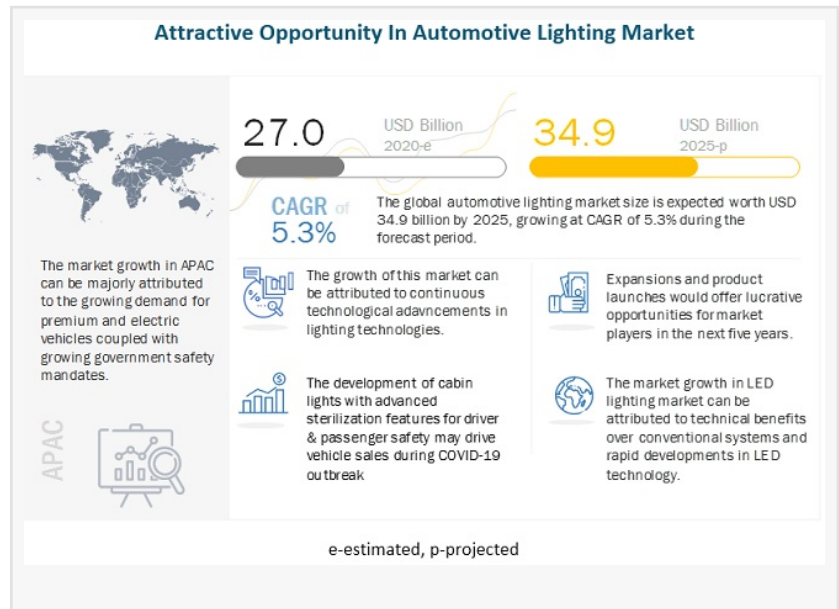 Attractive Opportunity In Automotive Lighting Market
27.0
USD Billion
2020-e
34.9
USD Billion
2025-p
CAGR of
5.3%
The global automotive lighting market size is expected worth USD
34.9 billion by 2025, growing at CAGR of 5.3% during the
forecast period.
The market growth in APAC
can be majorly attributed
to the growing demand for
premium and electric
vehicles coupled with
growing government safety
mandates.
APAC
The growth of this market can
be attributed to continuous
technological adavncements in
lighting technologies.
Expansions and product
launches would offer lucrative
opportunities for market
players in the next five years.
The development of cabin
lights with advanced
sterilization features for driver
& passenger safety may drive
vehicle sales during COVID-19
outbreak
The market growth in LED
lighting market can be
attributed to technical benefits
over conventional systems and
rapid developments in LED
technology.
e-estimated, p-projected